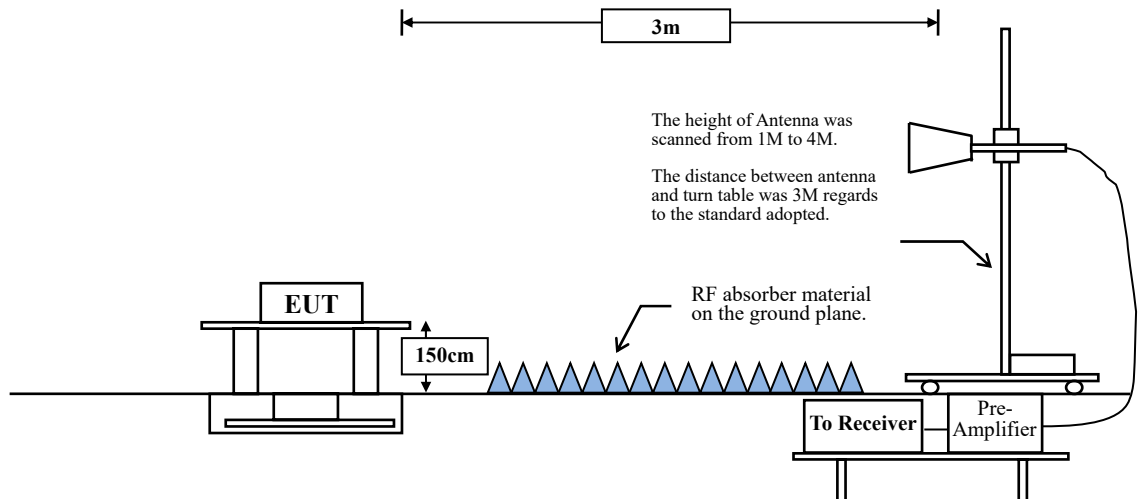 3m
The height of Antenna was
scanned from 1M to 4M.
The distance between antenna
and turn table was 3M regards
to the standard adopted.
EUT
RF absorber material
on the ground plane.
150cm
To Receiver
Pre-
Amplifier